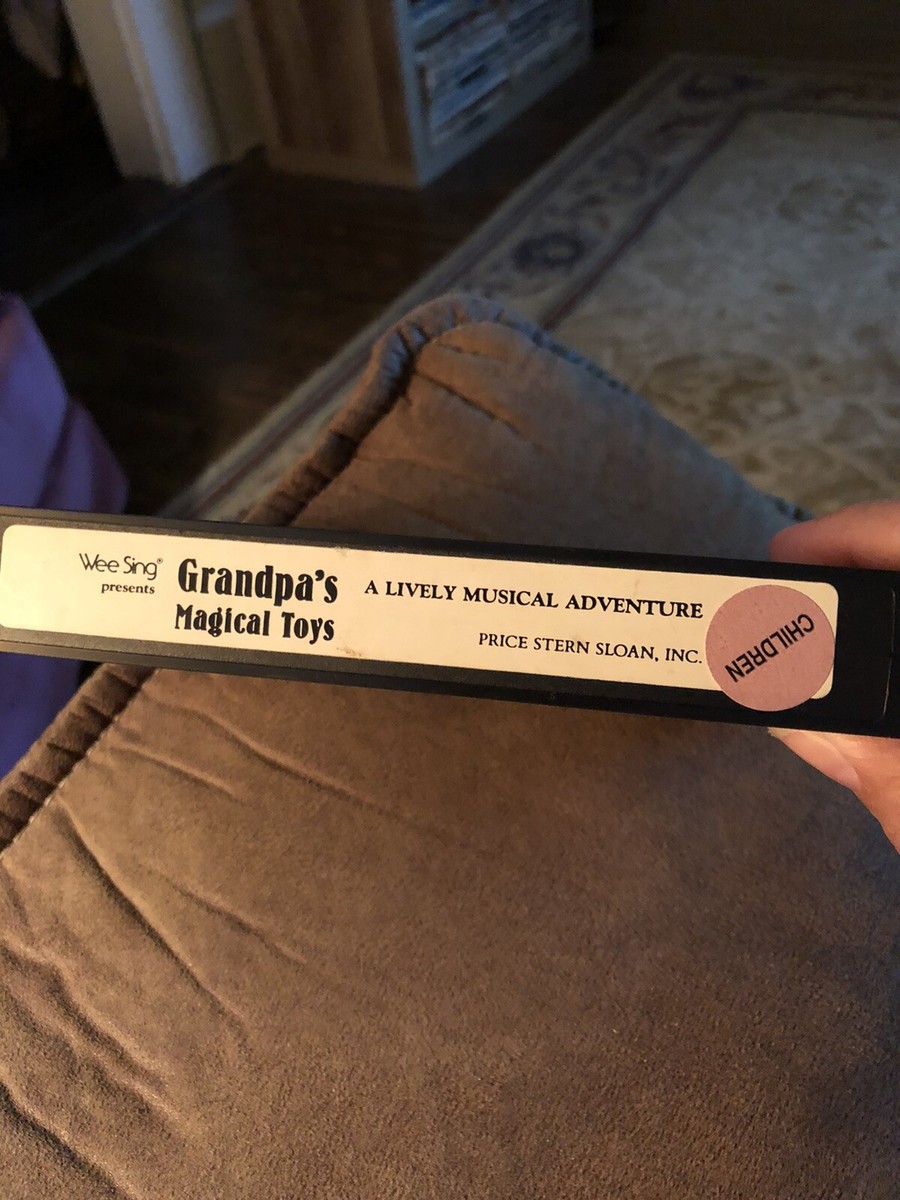 Wee Sing®
presents
Grandpa's
Magical Toys
A LIVELY MUSICAL ADVENTURE
PRICE STERN SLOAN, INC.
CHILDREN